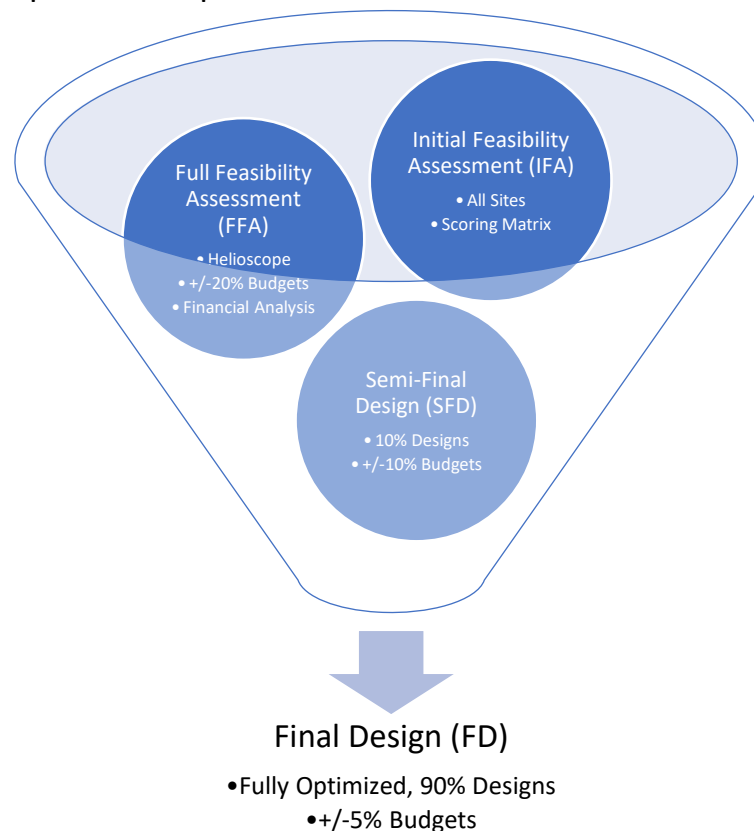 Initial Feasibility
Assessment (IFA)
• All Sites
• Scoring Matrix
Full Feasibility
Assessment
(FFA)
• Helioscope
• +/-20% Budgets
• Financial Analysis
Semi-Final
Design (SFD)
• 10% Designs
• +/-10% Budgets
Final Design (FD)
•Fully Optimized, 90% Designs
•+/-5% Budgets